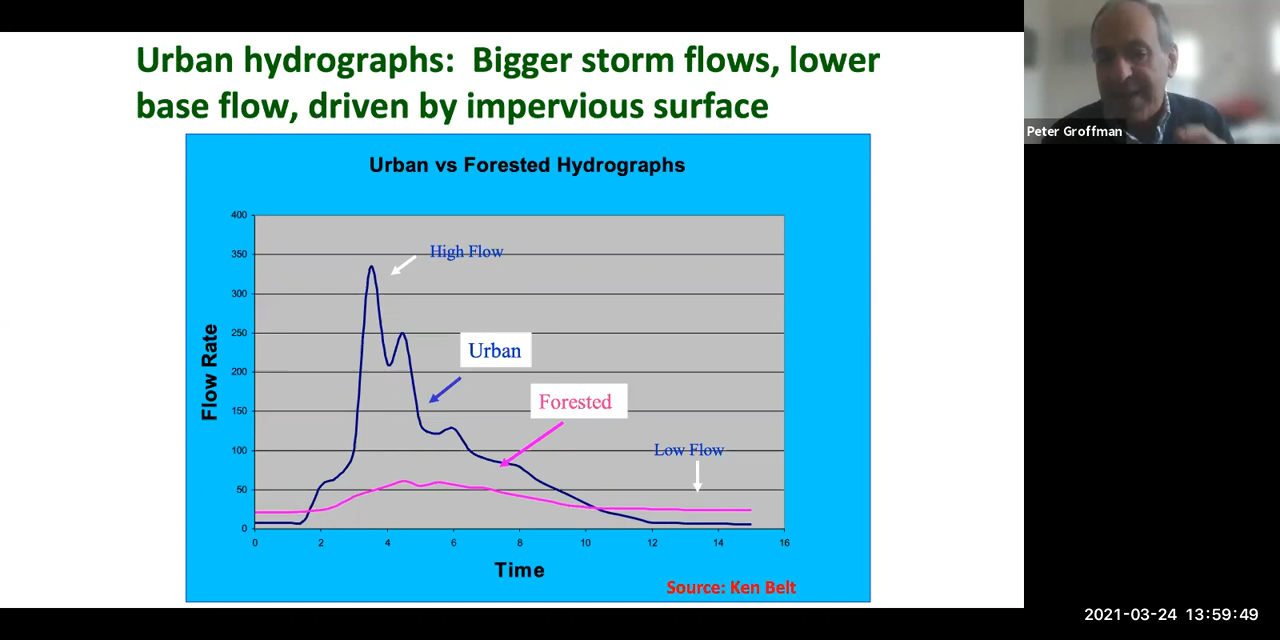 Urban hydrographs:  Bigger storm flows, lower
base flow, driven by impervious surface
Peter Groffman
Urban vs Forested Hydrographs
400
350
300
250
200
150
100
50
0
Flow Rate
High Flow
Urban
Forested
Low Flow
0 2 4 6 8 10 12 14 16
Time
Source: Ken Belt
2021-03-24 13:59:49